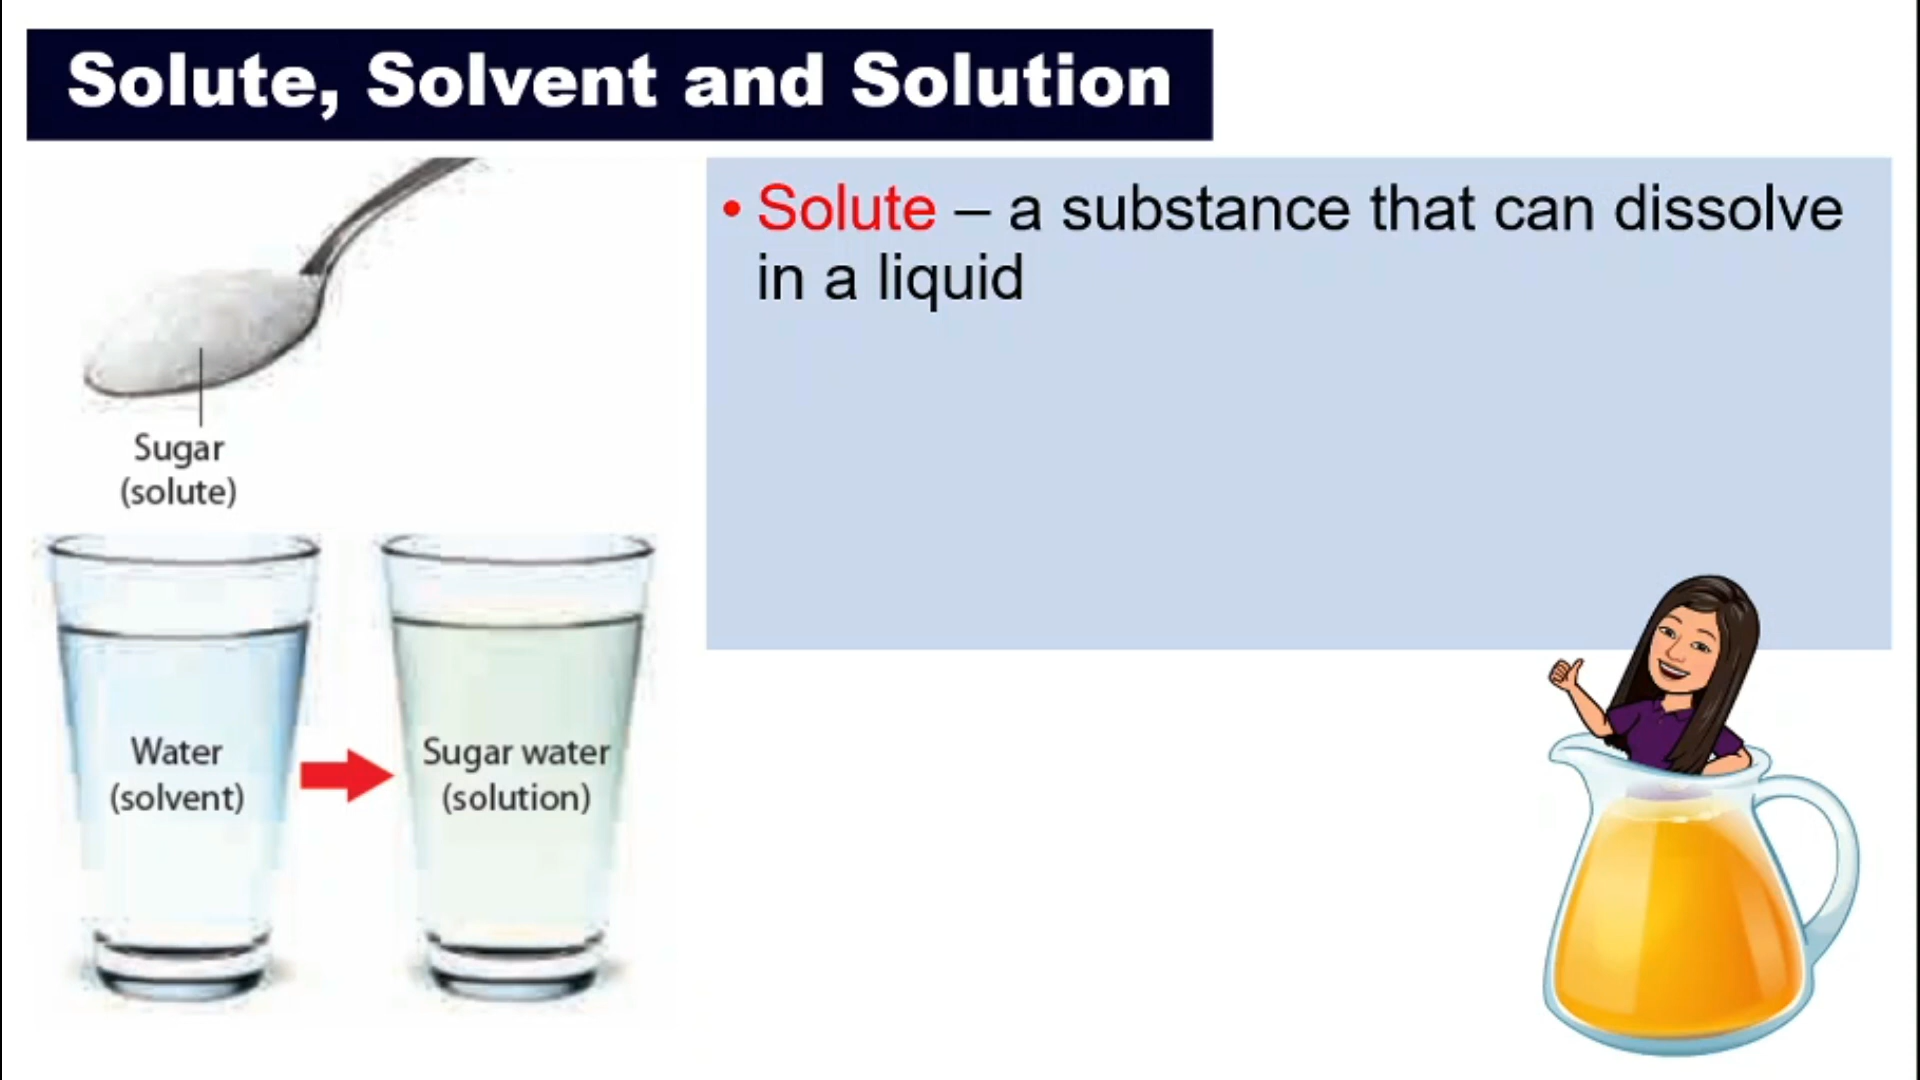 Solute, Solvent and Solution
• Solute – a substance that can dissolve
in a liquid
Sugar
(solute)
Water
(solvent)
Sugar water
(solution)